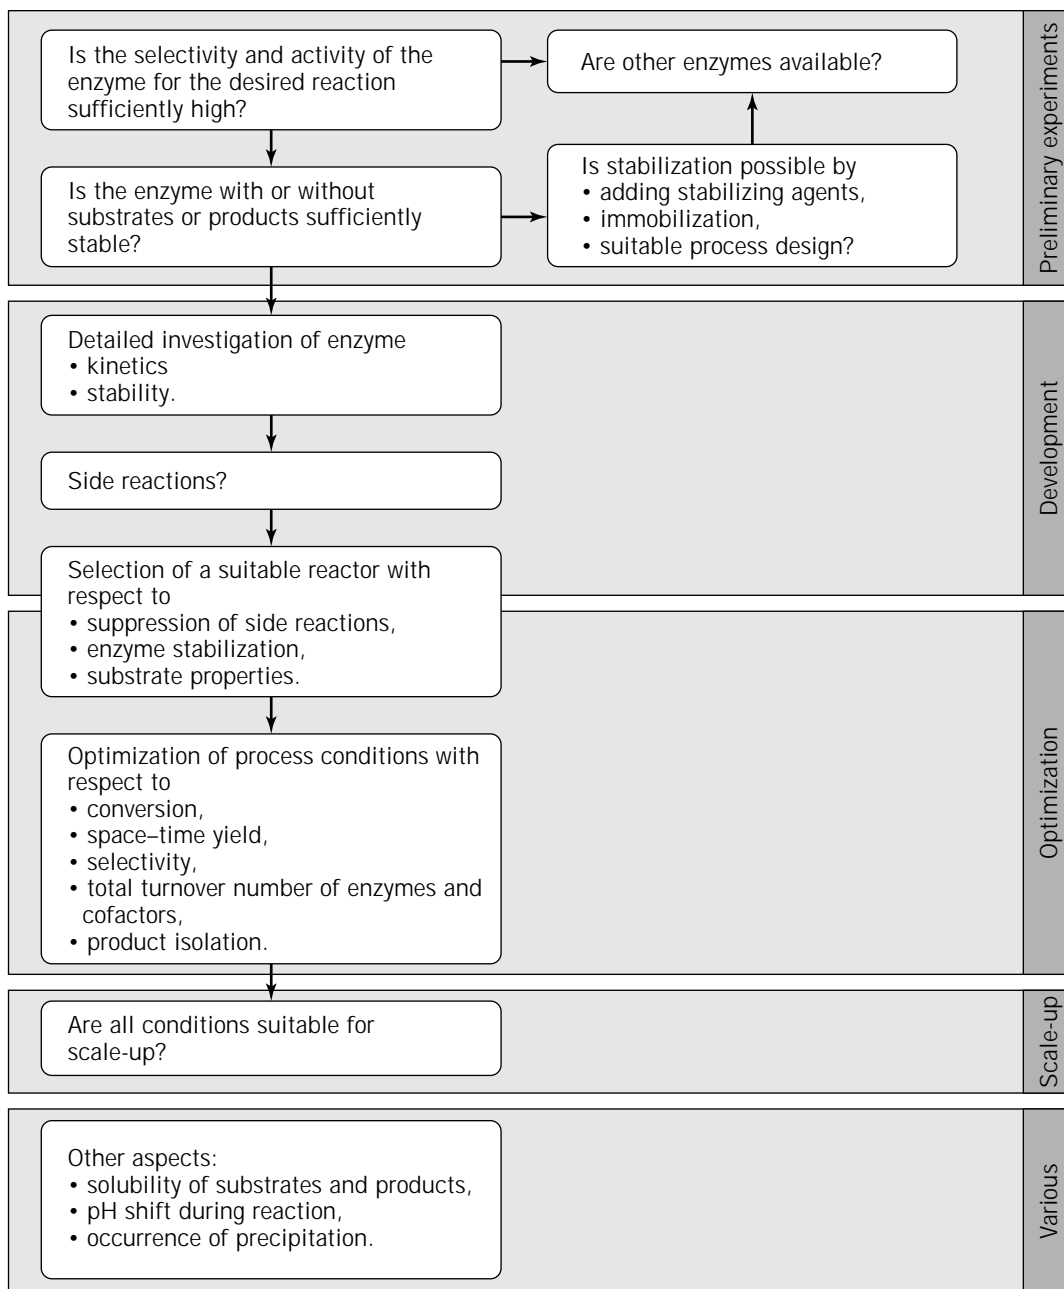 Is the selectivity and activity of the
enzyme for the desired reaction
sufficiently high?
Are other enzymes available?
Is the enzyme with or without
substrates or products sufficiently
stable?
Is stabilization possible by
• adding stabilizing agents,
• immobilization,
• suitable process design?
Preliminary experiments
Detailed investigation of enzyme
• kinetics
• stability.
Side reactions?
Selection of a suitable reactor with
respect to
• suppression of side reactions,
• enzyme stabilization,
• substrate properties.
Development
Optimization of process conditions with
respect to
• conversion,
• space–time yield,
• selectivity,
• total turnover number of enzymes and
cofactors,
• product isolation.
Optimization
Are all conditions suitable for
scale-up?
Scale-up
Other aspects:
• solubility of substrates and products,
• pH shift during reaction,
• occurrence of precipitation.
Various